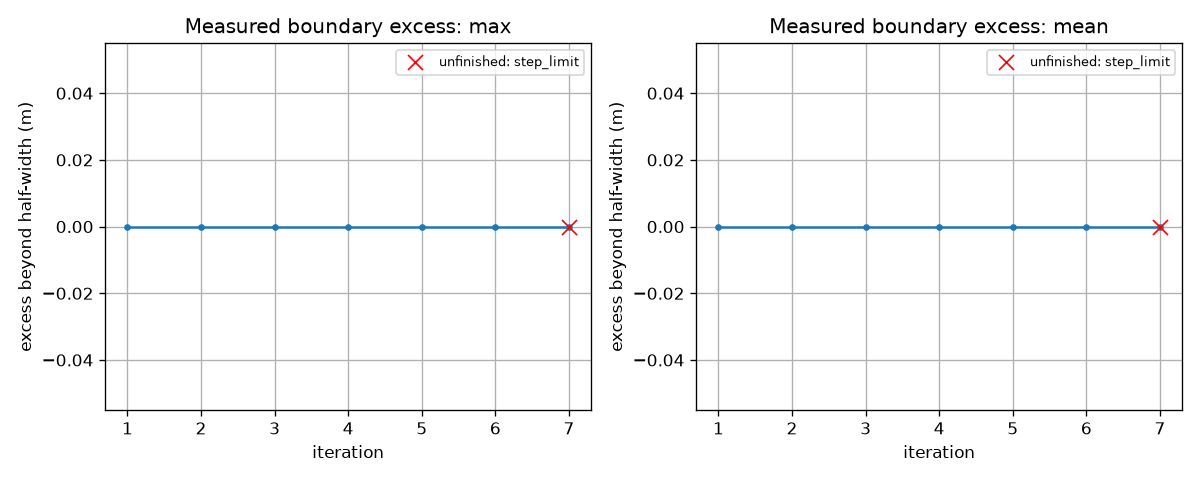 Measured boundary excess: max
unfinished: step_limit
excess beyond half-width (m)
0.04
0.02
0.00
−0.02
−0.04
1 2 3 4 5 6 7
iteration
Measured boundary excess: mean
unfinished: step_limit
excess beyond half-width (m)
0.04
0.02
0.00
−0.02
−0.04
1 2 3 4 5 6 7
iteration